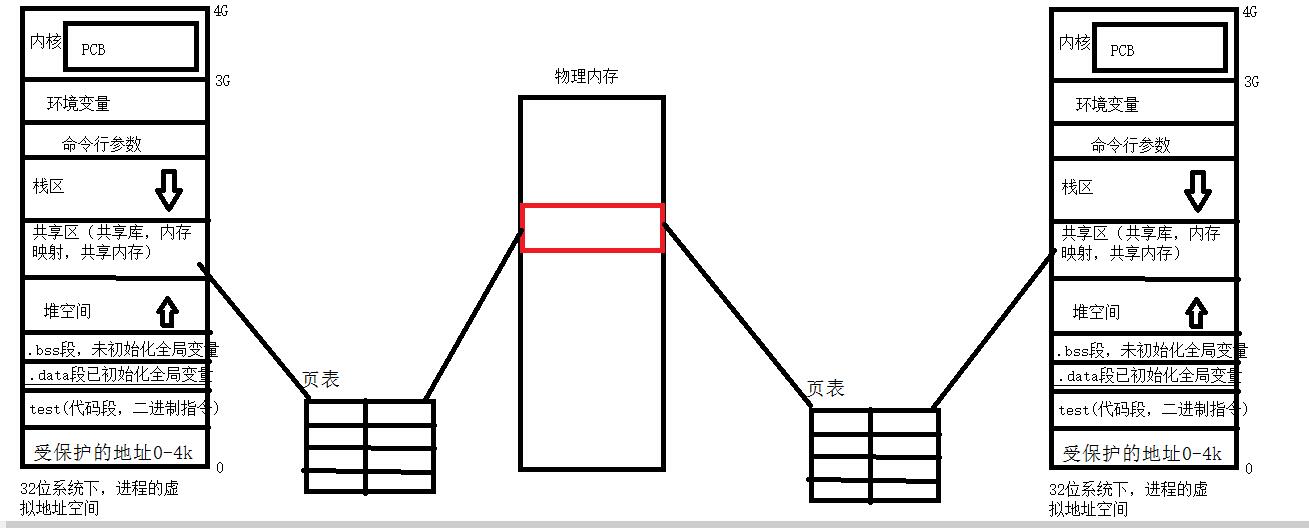 4G
内核
PCB
3G
环境变量
命令行参数
栈区
共享区（共享库，内存
映射，共享内存）
堆空间
.bss段，未初始化全局变量
.data段已初始化全局变量
test(代码段，二进制指令)
受保护的地址0-4k
0
32位系统下，进程的虚
拟地址空间
页表
物理内存
页表
4G
内核
PCB
3G
环境变量
命令行参数
栈区
共享区（共享库，内存
映射，共享内存）
堆空间
.bss段，未初始化全局变量
.data段已初始化全局变量
test(代码段，二进制指令)
受保护的地址0-4k
0
32位系统下，进程的虚
拟地址空间